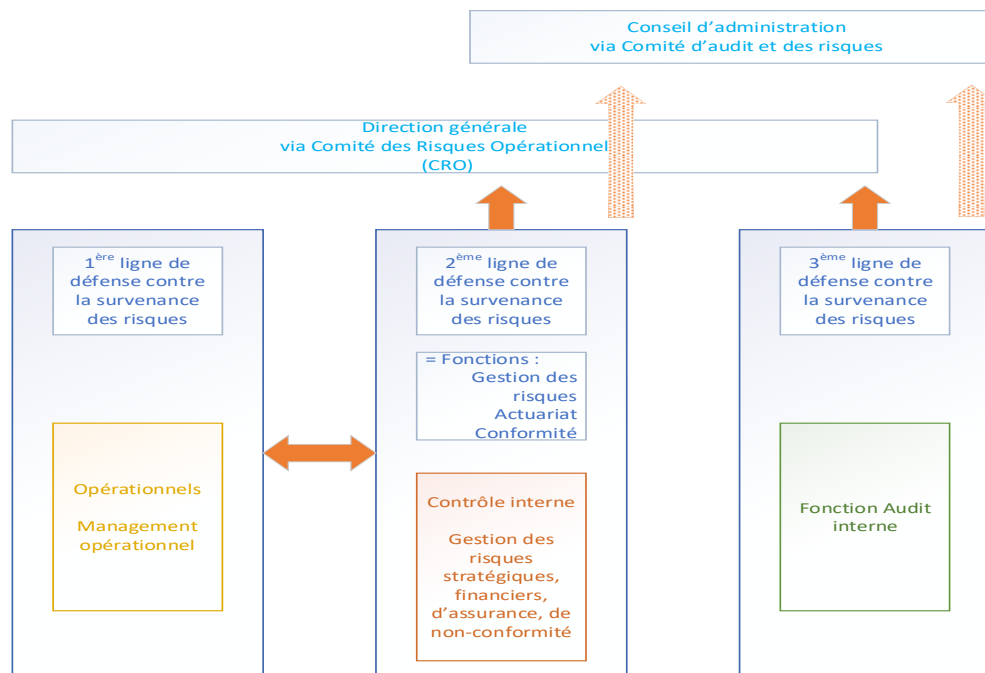 Conseil d'administration
via Comité d'audit et des risques
Direction générale
via Comité des Risques Opérationnel
(CRO)
1ère ligne de
défense contre
la survenance
des risques
Opérationnels
Management
opérationnel
2ème ligne de
défense contre
la survenance
des risques
= Fonctions :
Gestion des
risques
Actuariat
Conformité
Contrôle interne
Gestion des
risques
stratégiques,
financiers,
d'assurance, de
non-conformité
3ème ligne de
défense contre
la survenance
des risques
Fonction Audit
interne